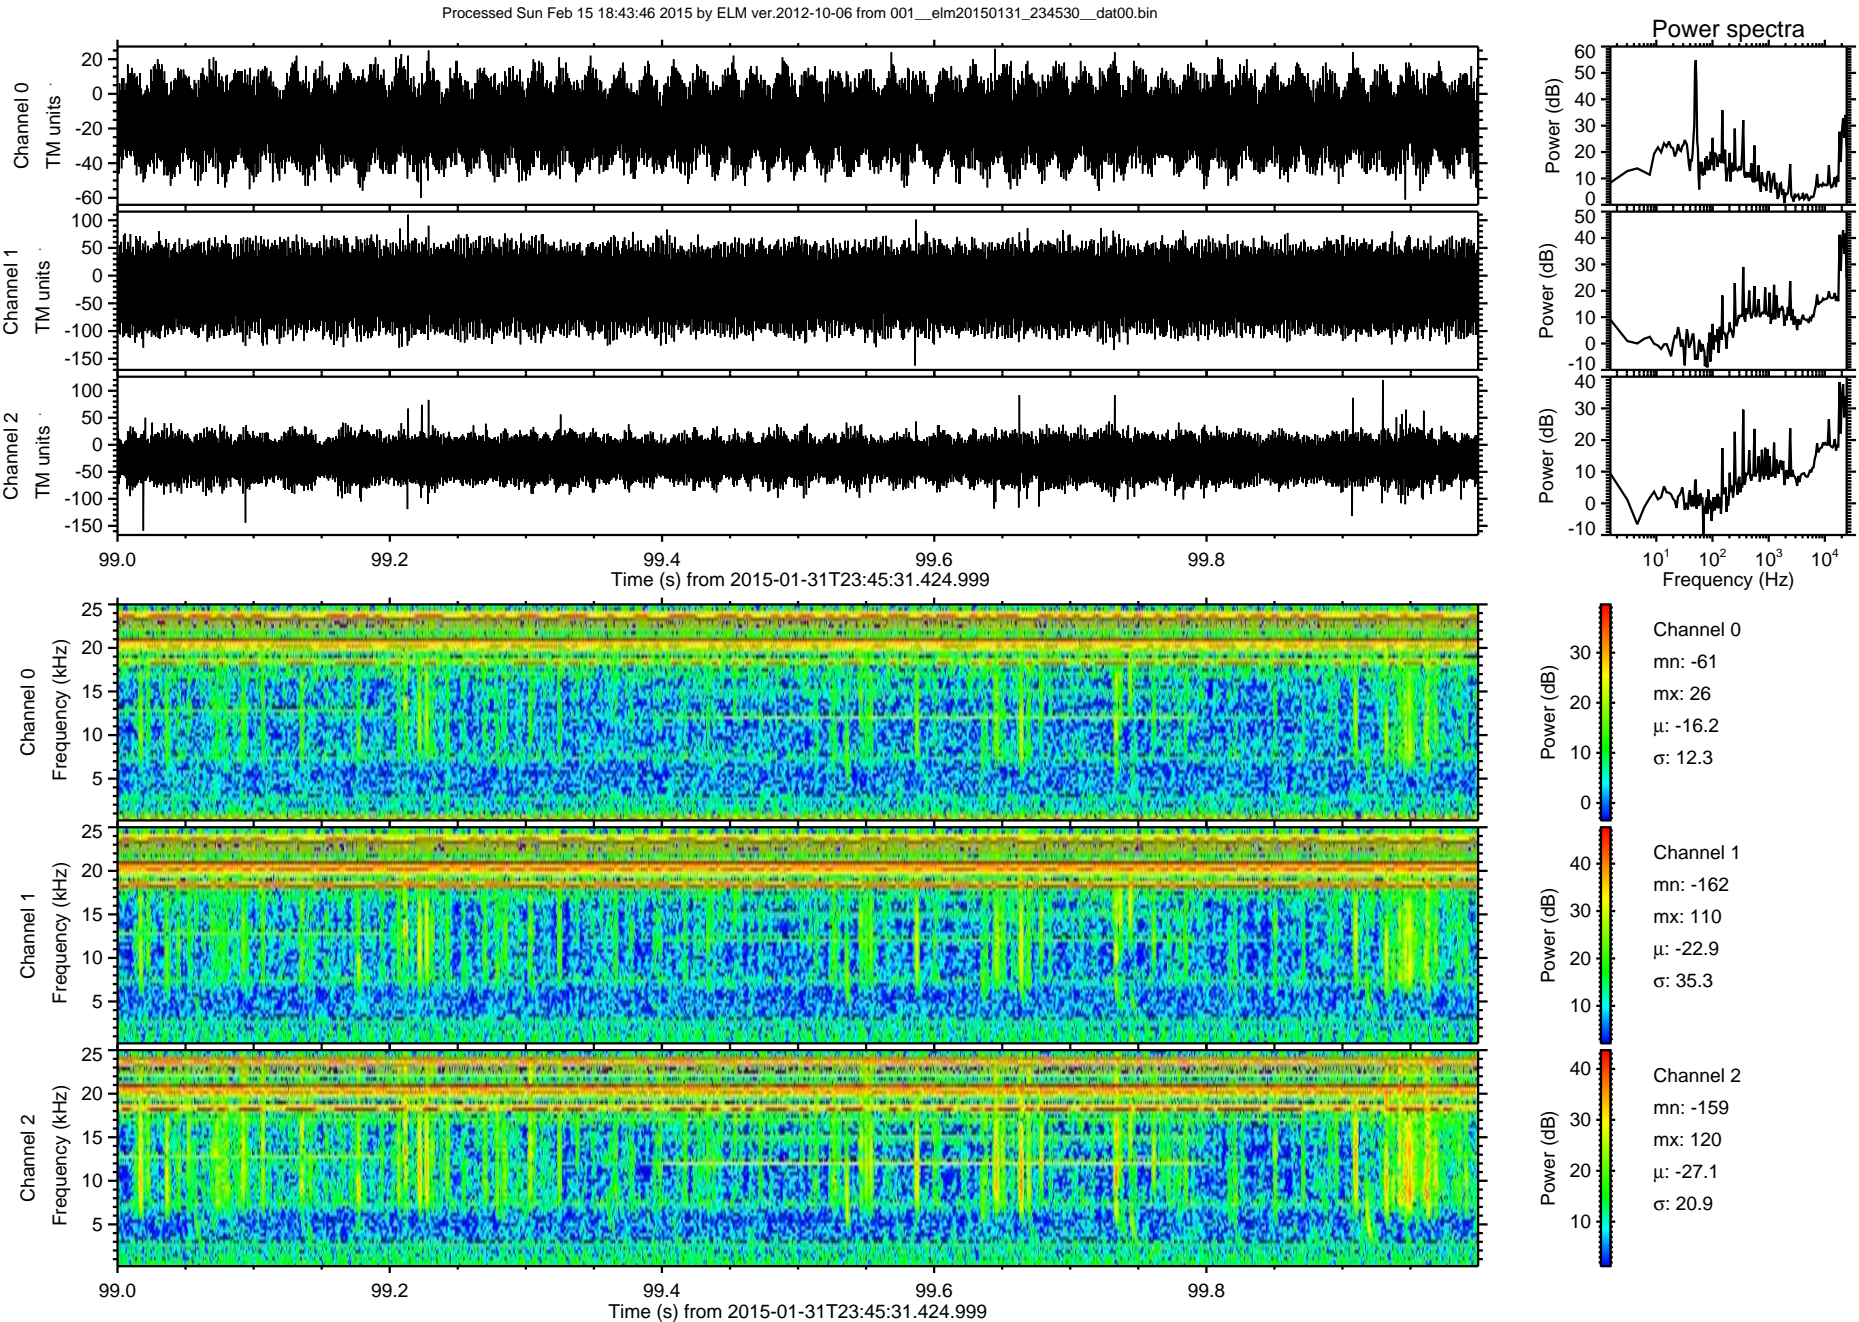 Processed Sun Feb 15 18:43:46 2015 by ELM ver.2012-10-06 from 001__elm20150131_234530__dat00.bin
Power spectra
Channel 0
TM units
20
0
-20
-40
-60
Power (dB)
60
50
40
30
20
10
0
Channel 1
TM units
100
50
0
-50
-100
-150
Power (dB)
50
40
30
20
10
0
-10
Channel 2
TM units
100
50
0
-50
-100
-150
Power (dB)
40
30
20
10
0
-10
99.0 99.2 99.4 99.6 99.8
Time (s) from 2015-01-31T23:45:31.424.999
10¹ 10² 10³ 10⁴
Frequency (Hz)
Channel 0
Frequency (kHz)
25
20
15
10
5
Power (dB)
30
20
10
0
Channel 0
mn: -61
mx: 26
μ: -16.2
σ: 12.3
Channel 1
Frequency (kHz)
25
20
15
10
5
Power (dB)
40
30
20
10
Channel 1
mn: -162
mx: 110
μ: -22.9
σ: 35.3
Channel 2
Frequency (kHz)
25
20
15
10
5
Power (dB)
40
30
20
10
Channel 2
mn: -159
mx: 120
μ: -27.1
σ: 20.9
99.0 99.2 99.4 99.6 99.8
Time (s) from 2015-01-31T23:45:31.424.999